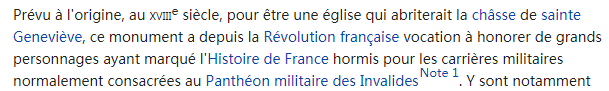 Prévu à l'origine, au XVIIIe siècle, pour être une église qui abriterait la châsse de sainte
Geneviève, ce monument a depuis la Révolution française vocation à honorer de grands
personnages ayant marqué l'Histoire de France hormis pour les carrières militaires
normalement consacrées au Panthéon militaire des Invalides Note 1. Y sont notamment